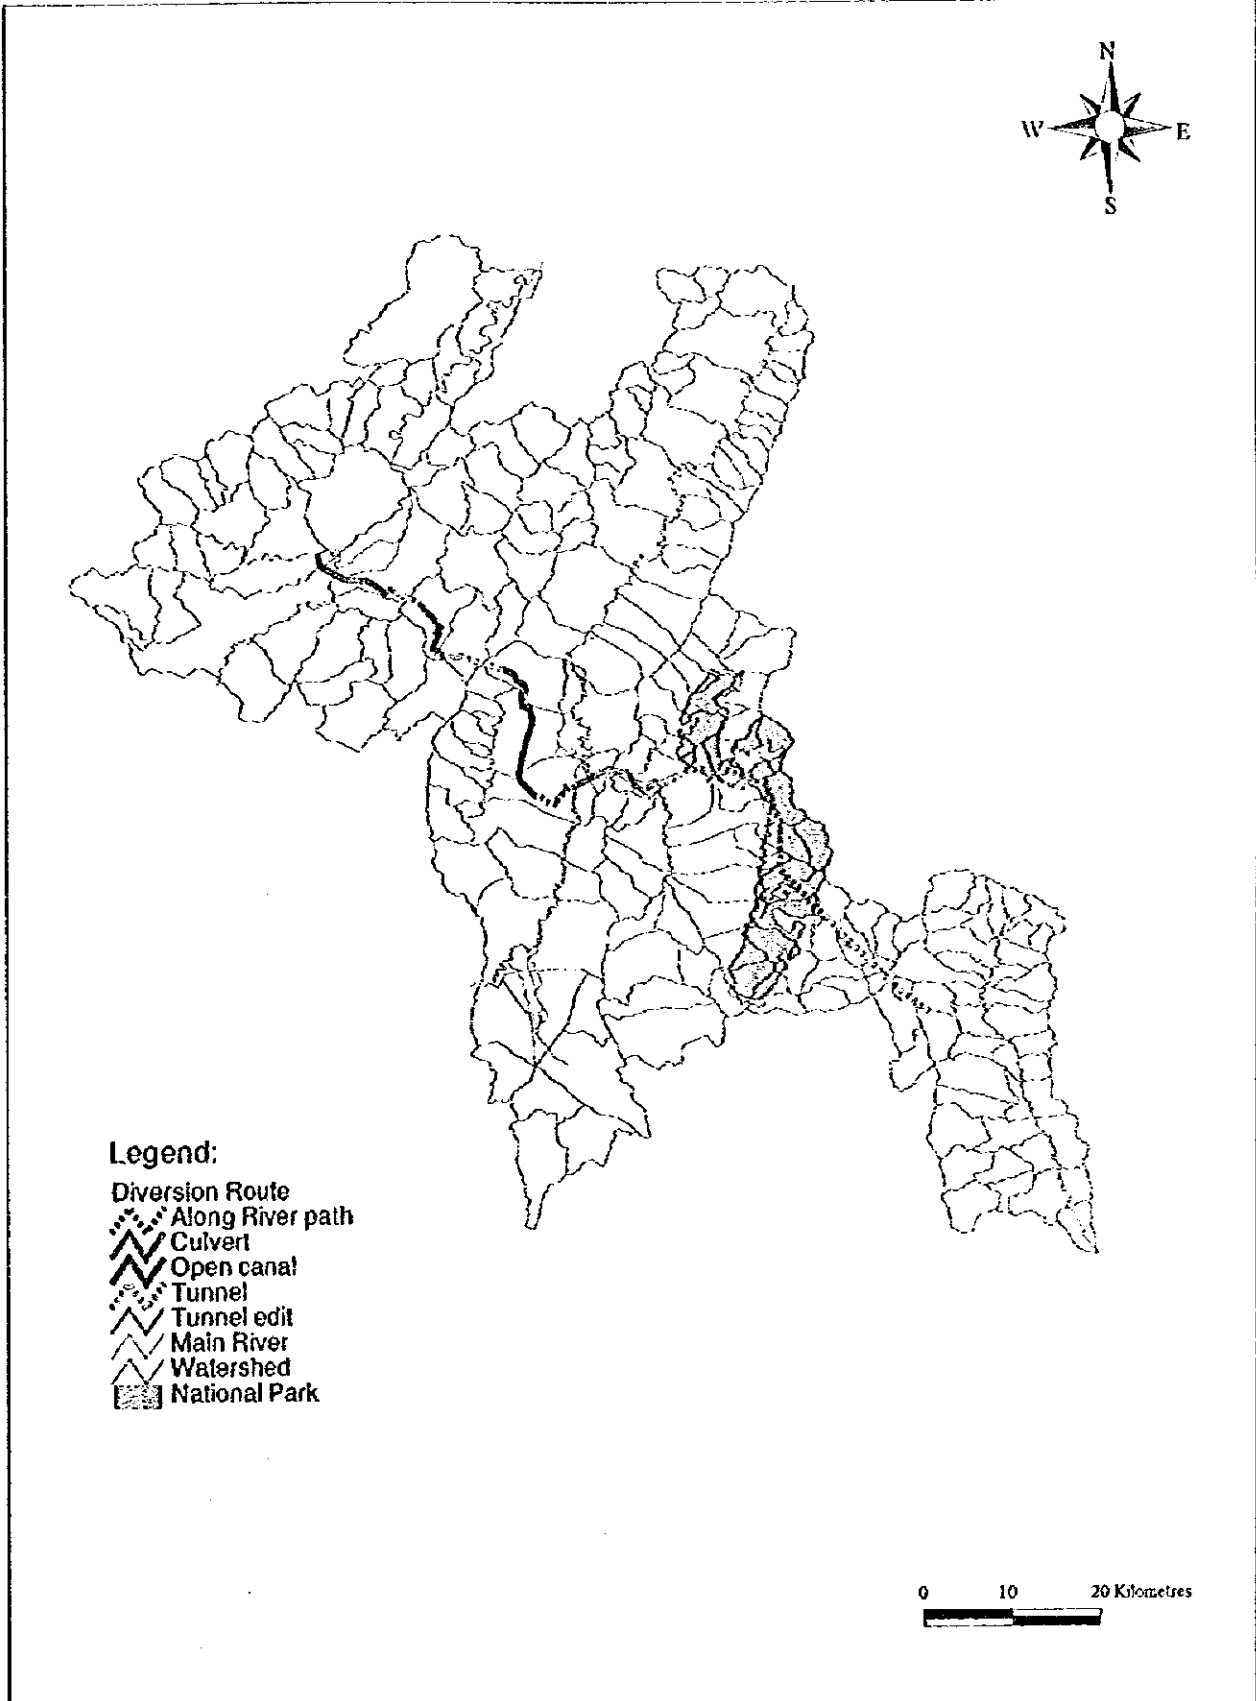 N
W E
S
Legend:
Diversion Route
Along River path
Culvert
Open canal
Tunnel
Tunnel edit
Main River
Watershed
National Park
0 10 20 Kilometres